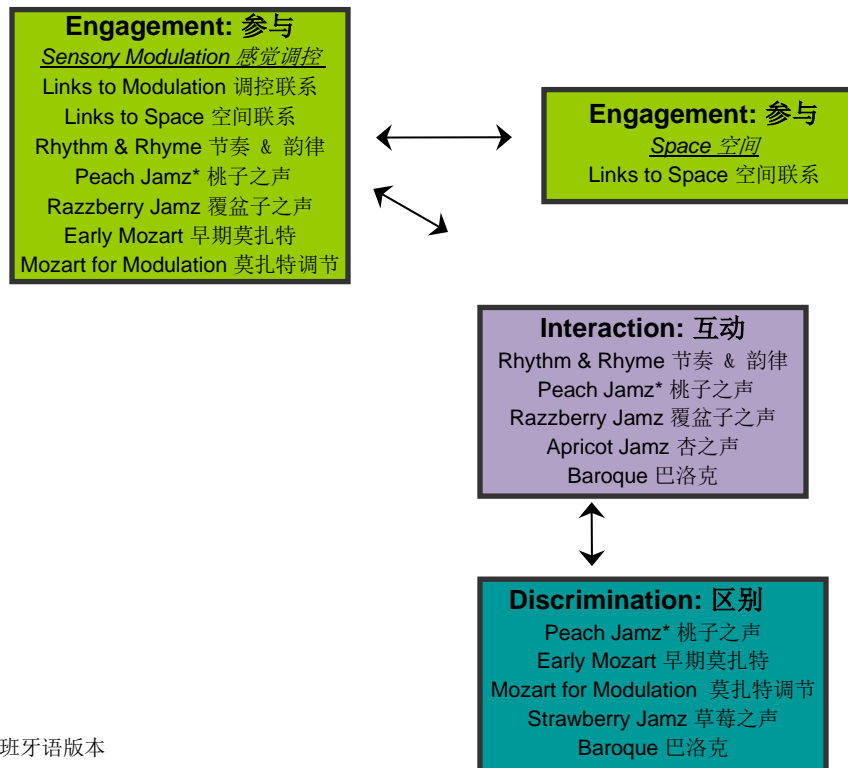 Engagement: 参与
Sensory Modulation 感觉调控
Links to Modulation 调控联系
Links to Space 空间联系
Rhythm & Rhyme 节奏 & 韵律
Peach Jamz* 桃子之声
Razzberry Jamz 覆盆子之声
Early Mozart 早期莫扎特
Mozart for Modulation 莫扎特调节
Engagement: 参与
Space 空间
Links to Space 空间联系
Interaction: 互动
Rhythm & Rhyme 节奏 & 韵律
Peach Jamz* 桃子之声
Razzberry Jamz 覆盆子之声
Apricot Jamz 杏之声
Baroque 巴洛克
Discrimination: 区别
Peach Jamz* 桃子之声
Early Mozart 早期莫扎特
Mozart for Modulation 莫扎特调节
Strawberry Jamz 草莓之声
Baroque 巴洛克
班牙语版本